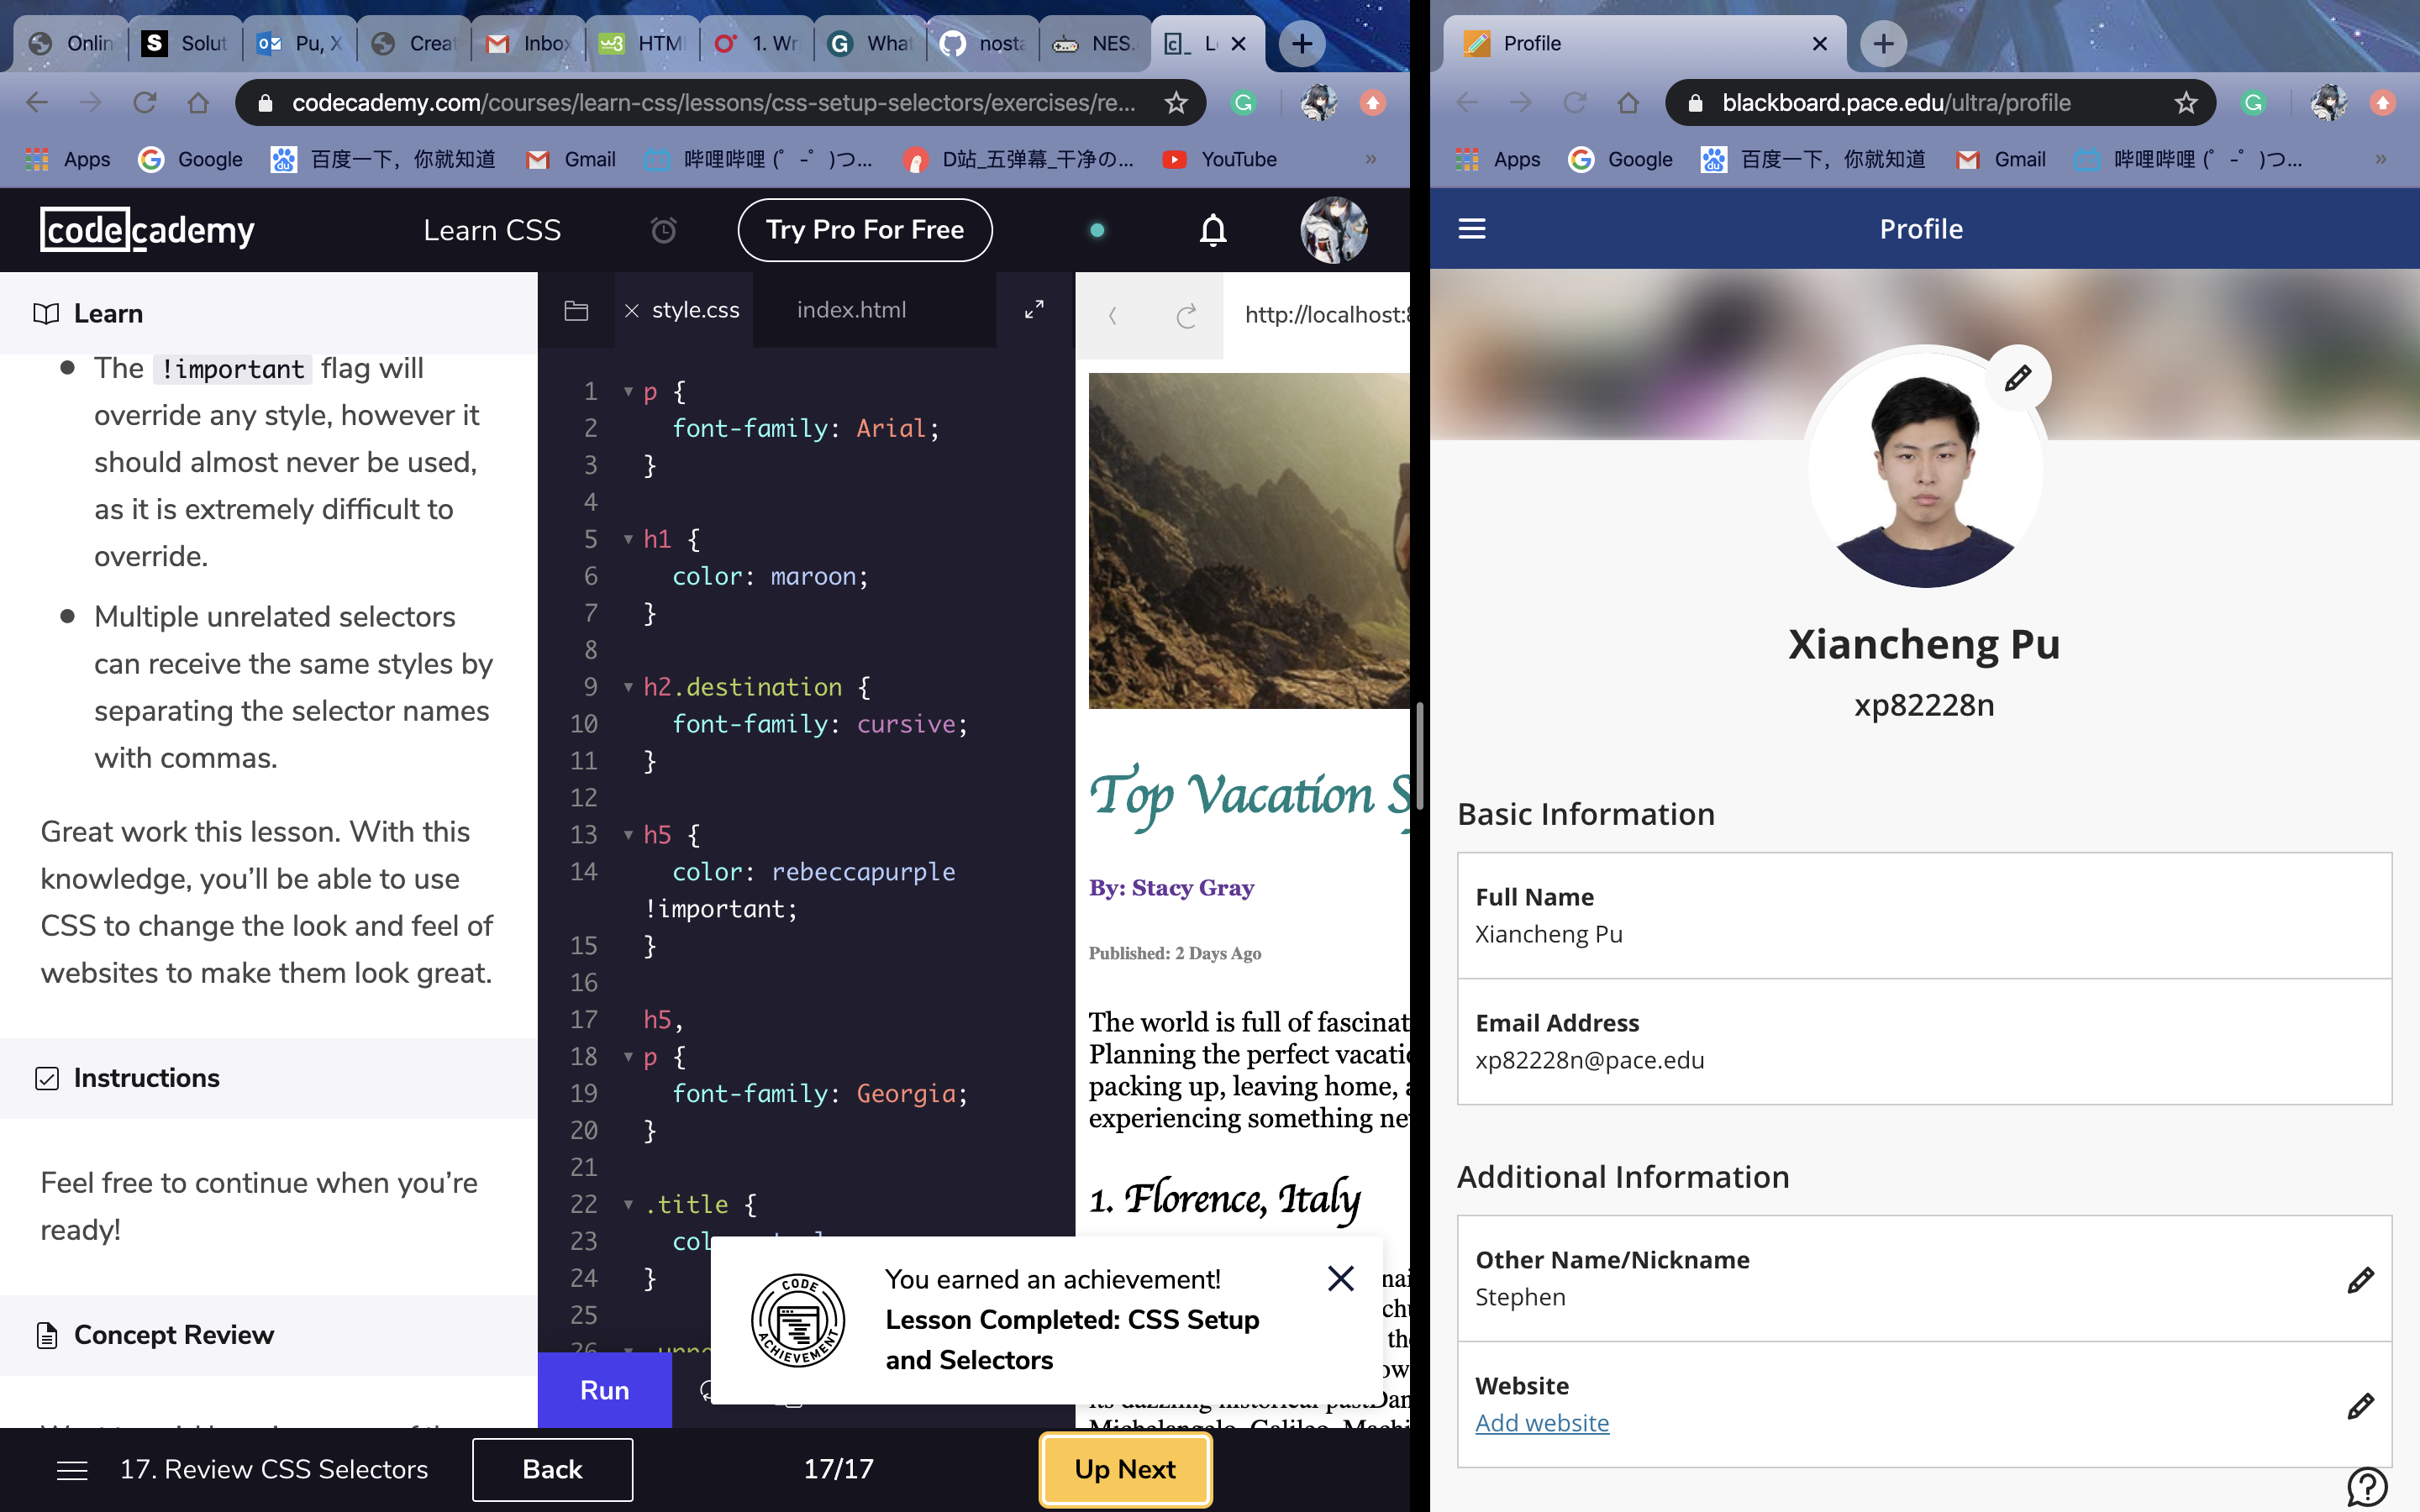 Onlin
Solut
Pu, X
Creat
Inbox
HTML
1. Wr
What
nosta
NES.
L
codecademy.com/courses/learn-css/lessons/css-setup-selectors/exercises/re...
Apps
Google
百度一下，你就知道
Gmail
哔哩哔哩 (゜-゜)つ...
D站_五弹幕_干净の...
YouTube
»
codecademy
Learn CSS
Try Pro For Free
Learn
The !important flag will
override any style, however it
should almost never be used,
as it is extremely difficult to
override.
Multiple unrelated selectors
can receive the same styles by
separating the selector names
with commas.
Great work this lesson. With this
knowledge, you’ll be able to use
CSS to change the look and feel of
websites to make them look great.
Instructions
Feel free to continue when you’re
ready!
Concept Review
style.css
index.html
1 p {
2 font-family: Arial;
3 }
4
5 h1 {
6 color: maroon;
7 }
8
9 h2.destination {
10 font-family: cursive;
11 }
12
13 h5 {
14 color: rebeccapurple
!important;
15 }
16
17 h5,
18 p {
19 font-family: Georgia;
20 }
21
22 .title {
23 col
24 }
25
26
Run
http://localhost:8
Top Vacation S
By: Stacy Gray
Published: 2 Days Ago
The world is full of fascinat
Planning the perfect vacatio
packing up, leaving home, a
experiencing something ne
1. Florence, Italy
CODE ACHIEVEMENT
You earned an achievement!
Lesson Completed: CSS Setup
and Selectors
17. Review CSS Selectors
Back
17/17
Up Next
Profile
blackboard.pace.edu/ultra/profile
Apps
Google
百度一下，你就知道
Gmail
哔哩哔哩 (゜-゜)つ...
»
Profile
Xiancheng Pu
xp82228n
Basic Information
Full Name
Xiancheng Pu
Email Address
xp82228n@pace.edu
Additional Information
Other Name/Nickname
Stephen
Website
Add website